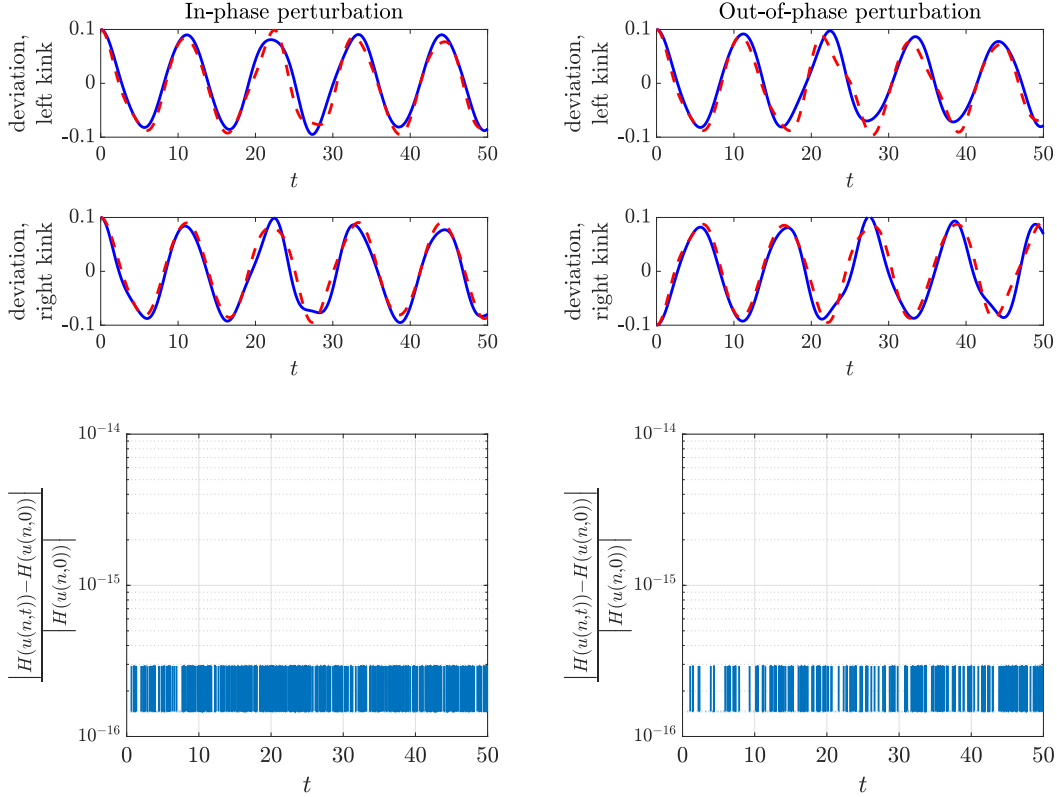 In-phase perturbation
deviation,
left kink
0.1
0
-0.1
0 10 20 30 40 50
t
deviation,
right kink
0.1
0
-0.1
0 10 20 30 40 50
t
|H(u(n,t))−H(u(n,0))|
|H(u(n,0))|
10^-14
10^-15
10^-16
0 10 20 30 40 50
t
Out-of-phase perturbation
deviation,
left kink
0.1
0
-0.1
0 10 20 30 40 50
t
deviation,
right kink
0.1
0
-0.1
0 10 20 30 40 50
t
|H(u(n,t))−H(u(n,0))|
|H(u(n,0))|
10^-14
10^-15
10^-16
0 10 20 30 40 50
t